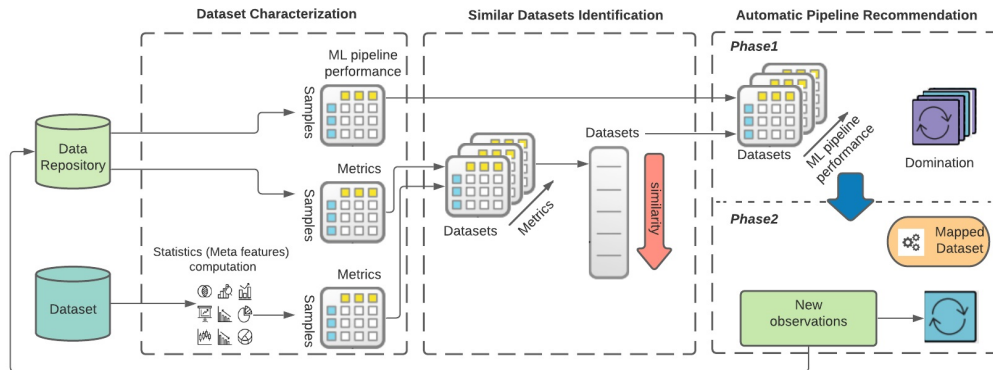 Dataset Characterization
Similar Datasets Identification
Automatic Pipeline Recommendation
ML pipeline
performance
Samples
Data
Repository
Metrics
Samples
Statistics (Meta features)
computation
Dataset
Metrics
Samples
Datasets
Metrics
Datasets
similarity
Phase1
Datasets
ML pipeline
performance
Domination
Phase2
Mapped
Dataset
New
observations